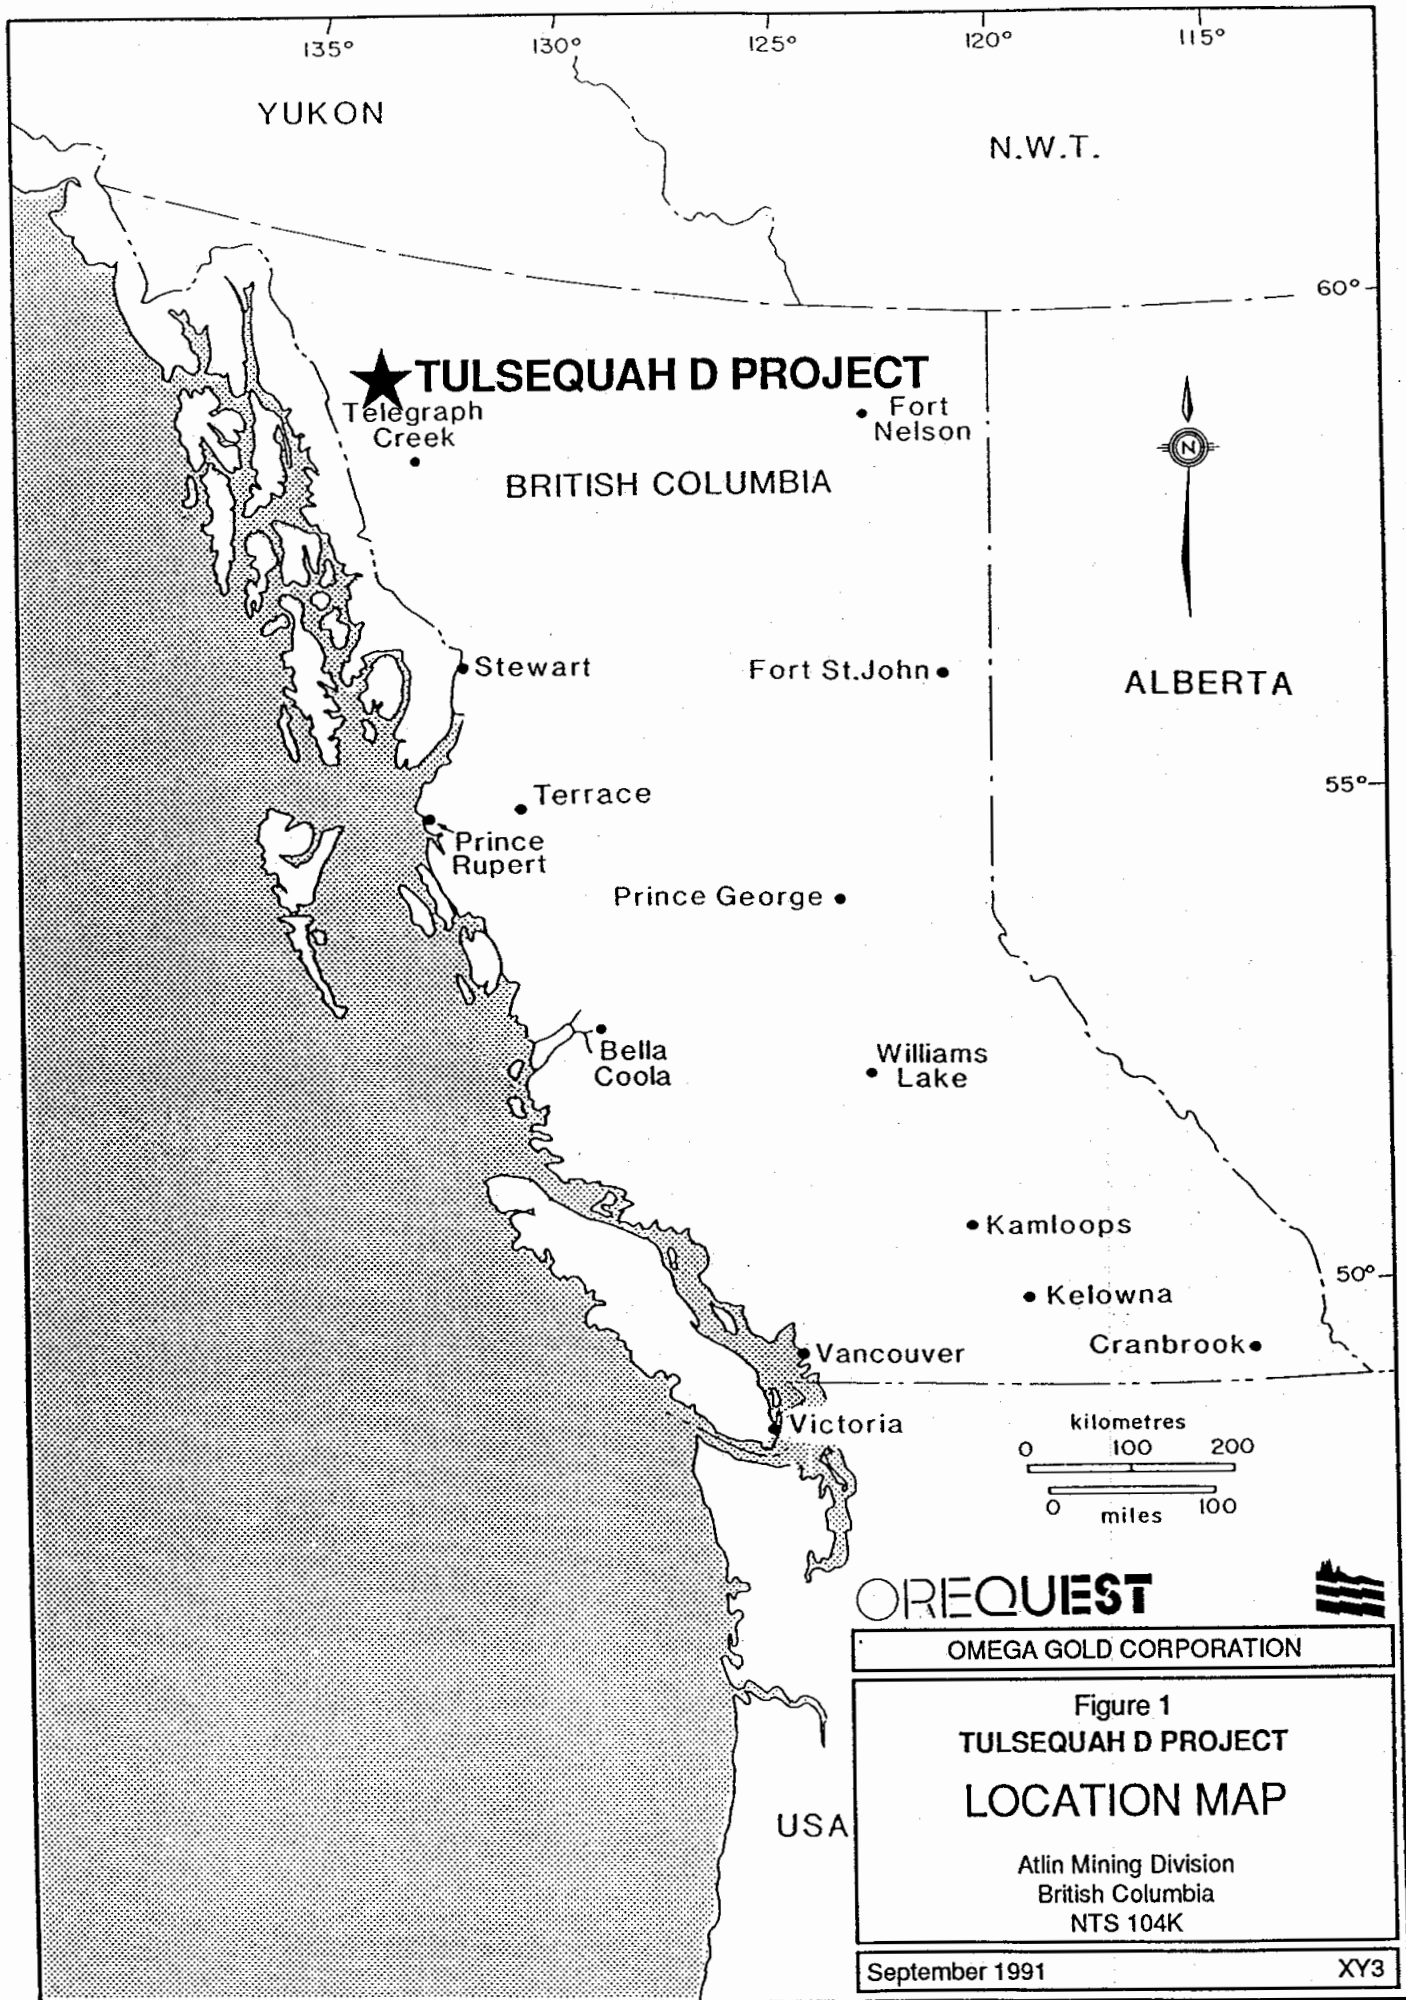 135° 130° 125° 120° 115°
YUKON
N.W.T.
60°
TULSEQUAH D PROJECT
Telegraph
Creek
Fort
Nelson
BRITISH COLUMBIA
N
Stewart
Fort St.John
ALBERTA
55°
Terrace
Prince
Rupert
Prince George
Bella
Coola
Williams
Lake
Kamloops
50°
Kelowna
Cranbrook
Vancouver
Victoria
kilometres
0 100 200
0 100
miles
OREQUEST
OMEGA GOLD CORPORATION
Figure 1
TULSEQUAH D PROJECT
LOCATION MAP
USA
Atlin Mining Division
British Columbia
NTS 104K
September 1991 XY3